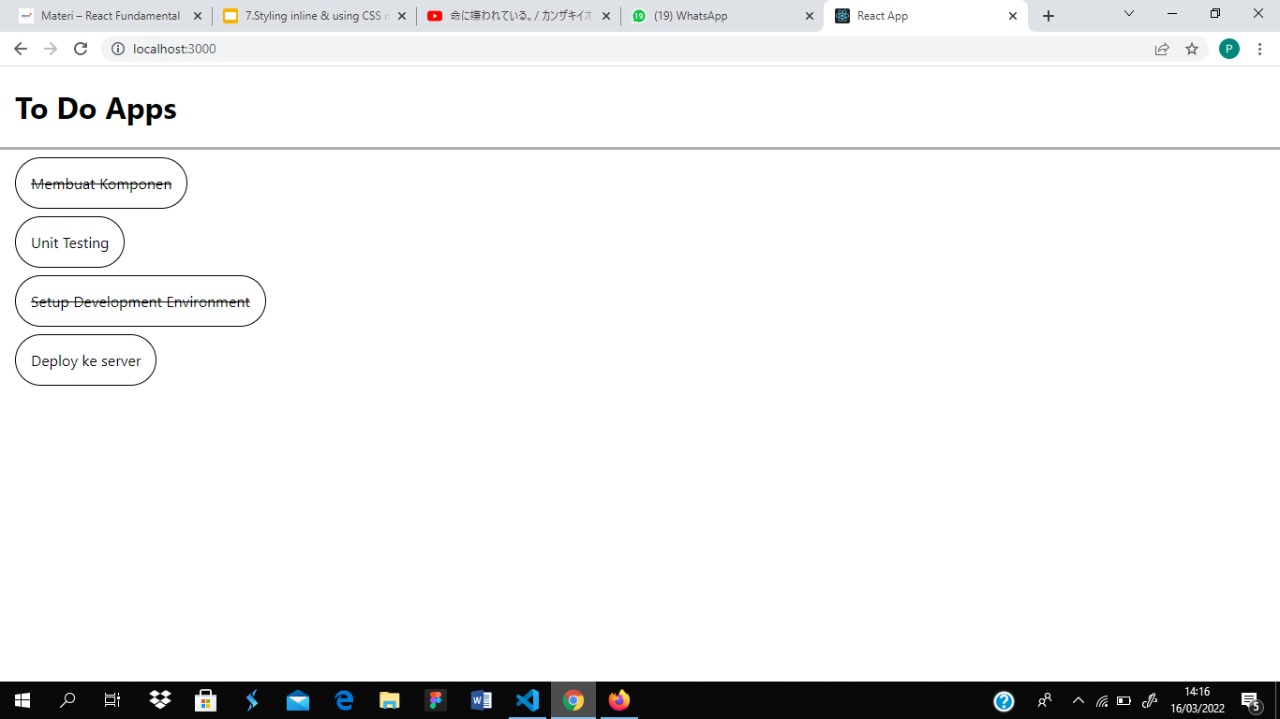 Materi – React Fundamental
7.Styling inline & using CSS
命に嫌われている。/ カンザキイオ
(19) WhatsApp
React App
localhost:3000
P
To Do Apps
Membuat Komponen
Unit Testing
Setup Development Environment
Deploy ke server
14:16
16/03/2022
5